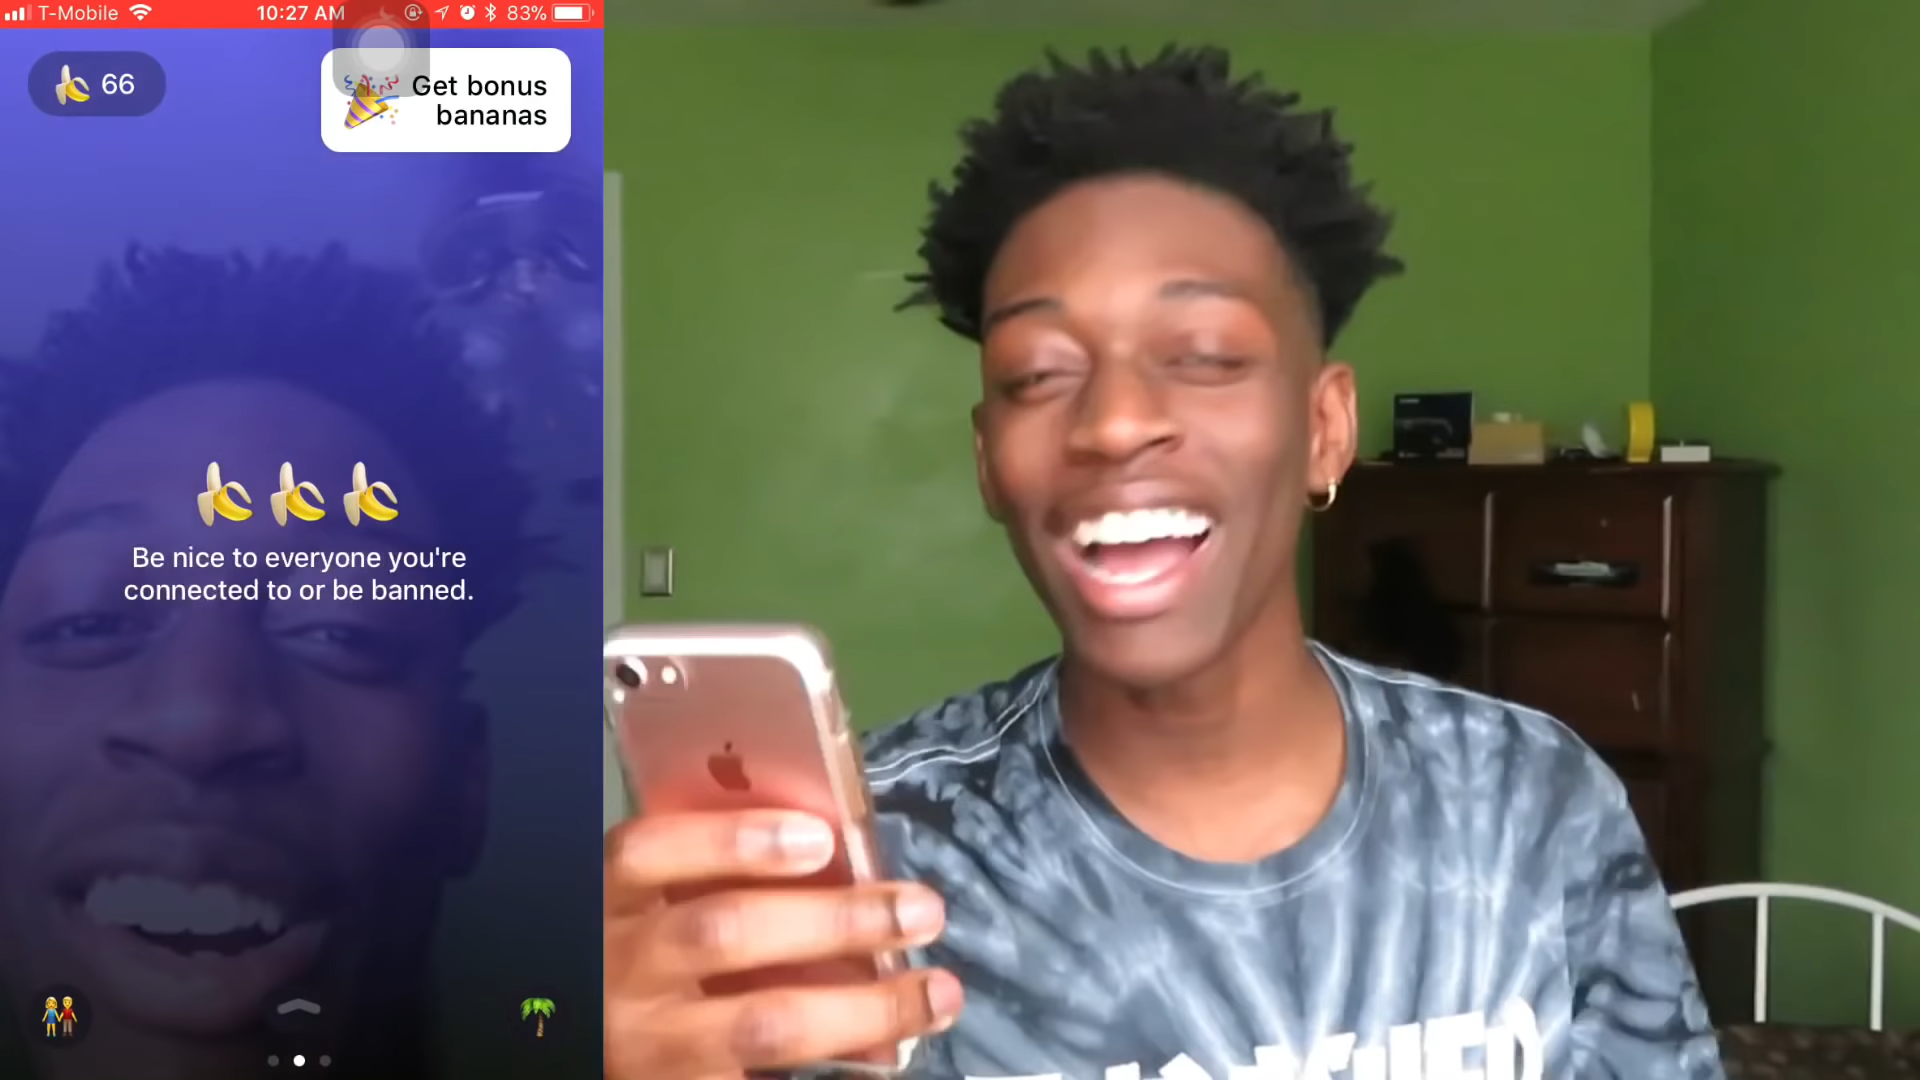 T-Mobile 10:27 AM 83%
66
Get bonus
bananas
Be nice to everyone you're
connected to or be banned.